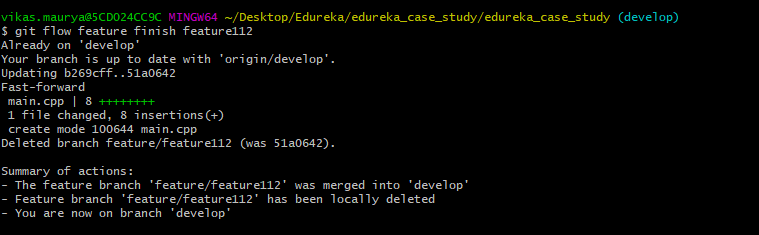 vikas.maurya@5CD024CC9C MINGW64 ~/Desktop/Edureka/edureka_case_study/edureka_case_study (develop)
$ git flow feature finish feature112
Already on 'develop'
Your branch is up to date with 'origin/develop'.
Updating b269cff..51a0642
Fast-forward
 main.cpp | 8 ++++++++
 1 file changed, 8 insertions(+)
 create mode 100644 main.cpp
Deleted branch feature/feature112 (was 51a0642).

Summary of actions:
- The feature branch 'feature/feature112' was merged into 'develop'
- Feature branch 'feature/feature112' has been locally deleted
- You are now on branch 'develop'